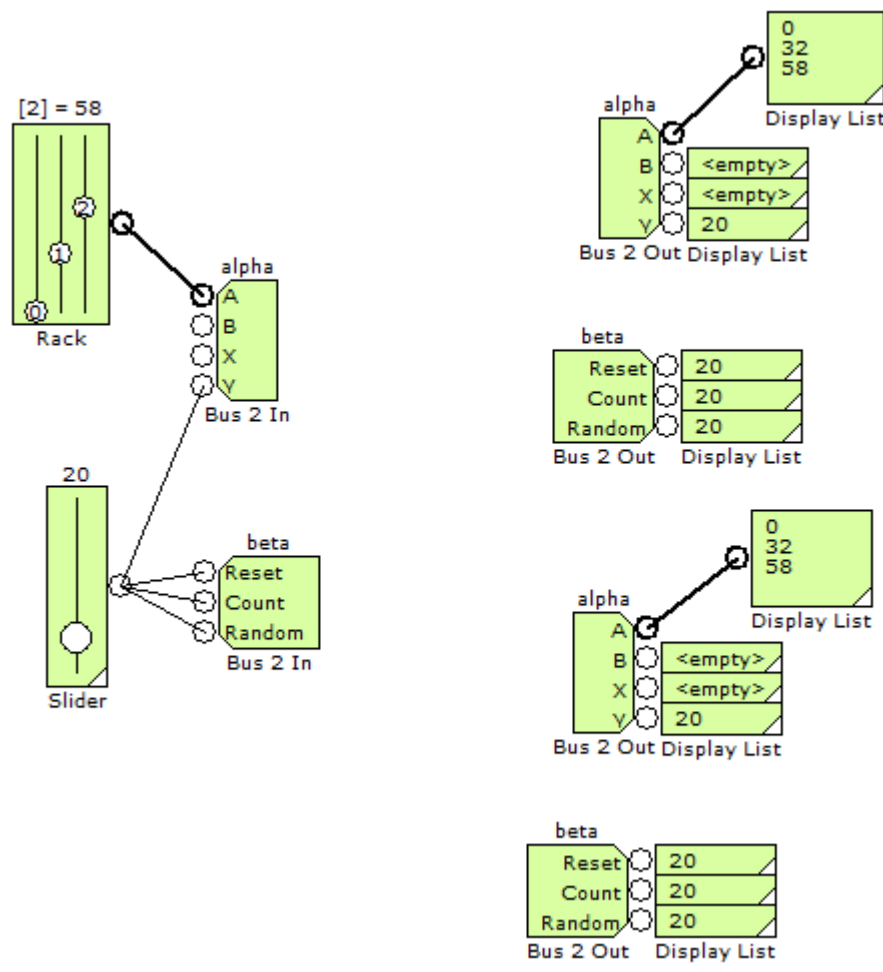 [2] = 58
0
1
2
Rack
alpha
A
B
X
Y
Bus 2 In
20
Slider
beta
Reset
Count
Random
Bus 2 In
0
32
58
Display List
alpha
A
B <empty>
X <empty>
Y 20
Bus 2 Out Display List
beta
Reset 20
Count 20
Random 20
Bus 2 Out Display List
0
32
58
Display List
alpha
A
B <empty>
X <empty>
Y 20
Bus 2 Out Display List
beta
Reset 20
Count 20
Random 20
Bus 2 Out Display List